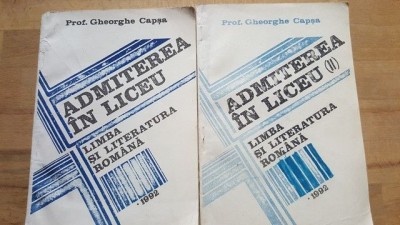 Prof. Gheorghe Capșa
ADMITEREA
ÎN LICEU
LIMBA
ȘI LITERATURA
ROMÂNĂ
·1992
Prof. Gheorghe Capșa
ADMITEREA
ÎN LICEU (II)
LIMBA
ȘI LITERATURA
ROMÂNĂ
·1992